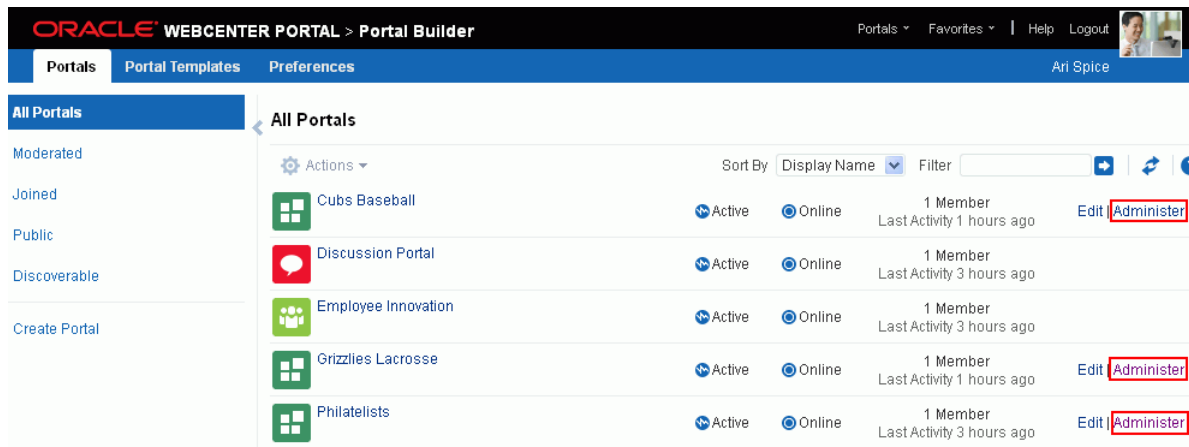 ORACLE WEBCENTER PORTAL > Portal Builder
Portals Favorites | Help Logout
Portals Portal Templates Preferences
Ari Spice
All Portals
Moderated
Joined
Public
Discoverable
Create Portal
All Portals
Actions Sort By Display Name Filter
Cubs Baseball Active Online 1 Member Edit | Administer
Last Activity 1 hours ago
Discussion Portal Active Online 1 Member
Last Activity 3 hours ago
Employee Innovation Active Online 1 Member
Last Activity 3 hours ago
Grizzlies Lacrosse Active Online 1 Member Edit | Administer
Last Activity 1 hours ago
Philatelists Active Online 1 Member Edit | Administer
Last Activity 3 hours ago